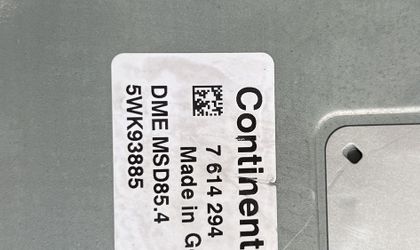 Continent
7 614 294
Made in G
DME MSD85.4
5WK93885